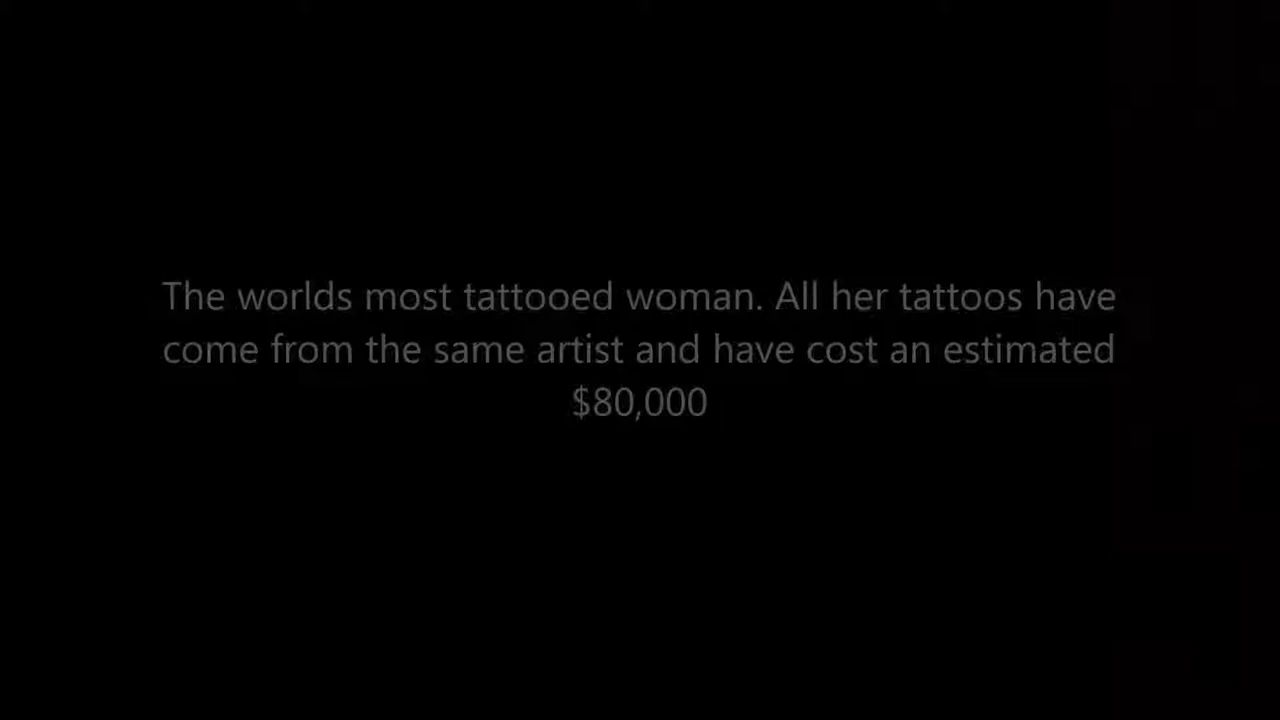 The worlds most tattooed woman. All her tattoos have
come from the same artist and have cost an estimated
$80,000